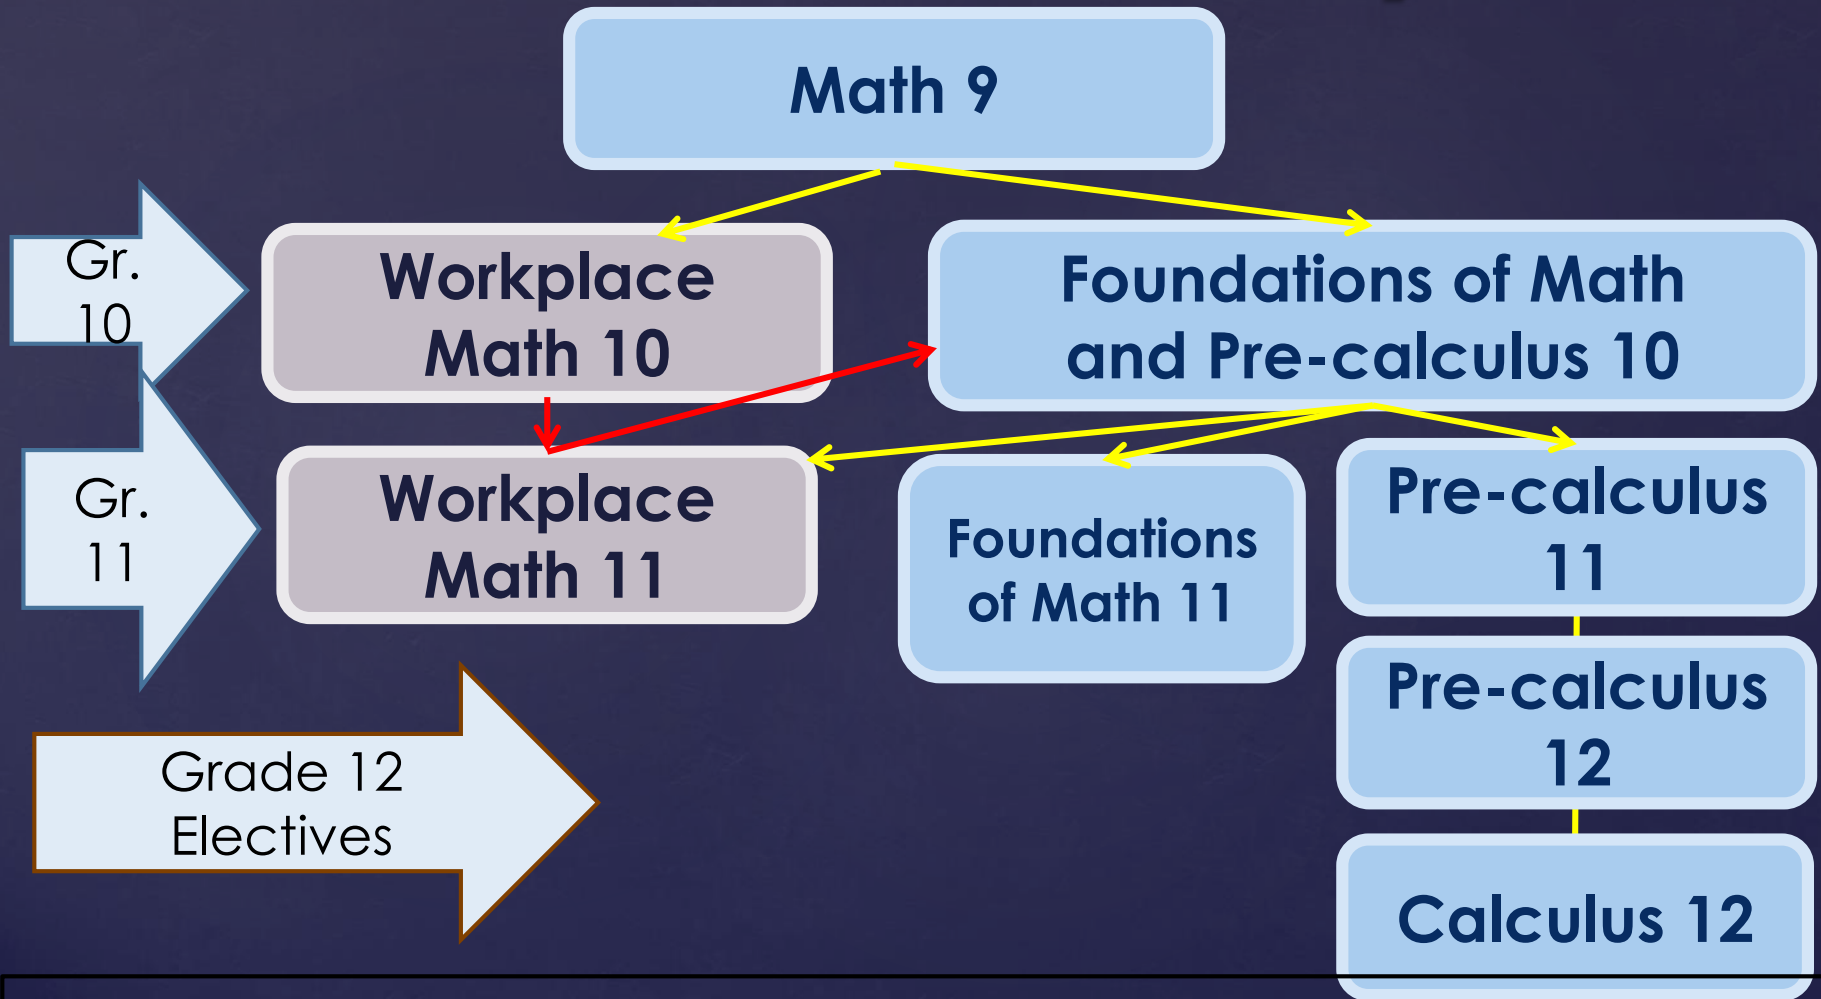 Math 9
Gr.
10
Workplace
Math 10
Foundations of Math
and Pre-calculus 10
Gr.
11
Workplace
Math 11
Foundations
of Math 11
Pre-calculus
11
Pre-calculus
12
Grade 12
Electives
Calculus 12